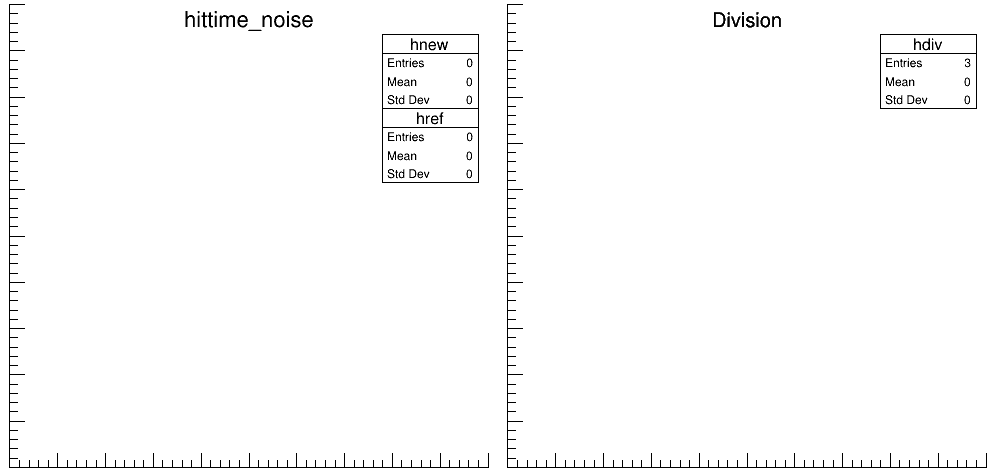 hittime_noise
hnew
Entries 0
Mean 0
Std Dev 0
href
Entries 0
Mean 0
Std Dev 0
Division
hdiv
Entries 3
Mean 0
Std Dev 0